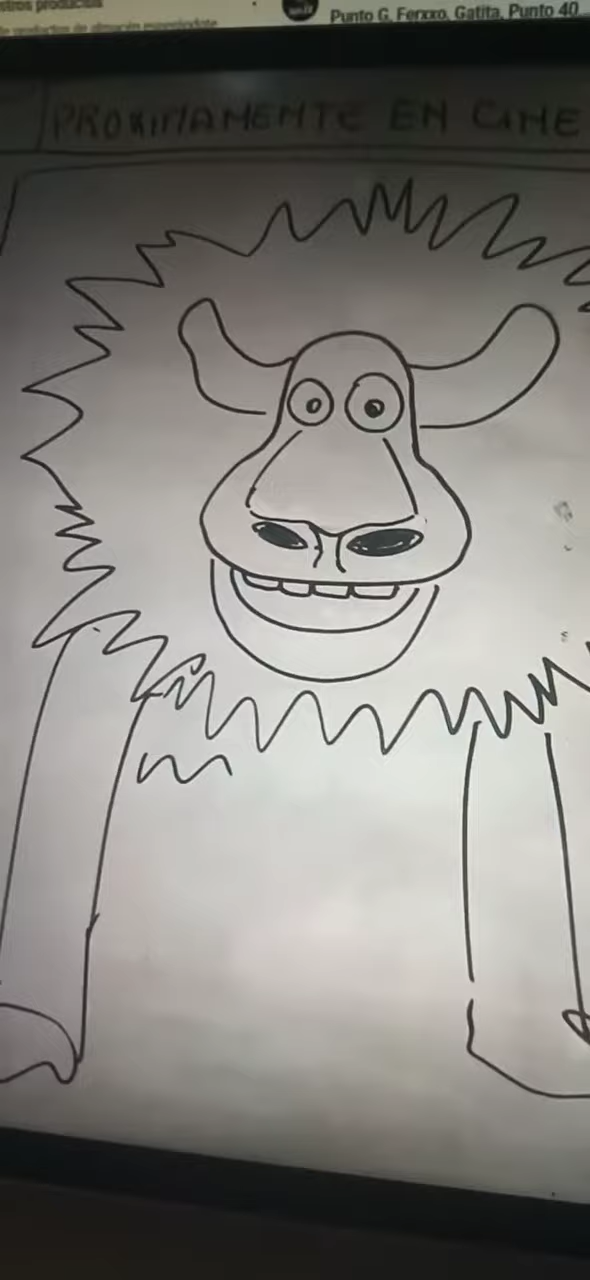 Punto G, Ferxxo, Gatita, Punto 40
PROXIMAMENTE EN CINE